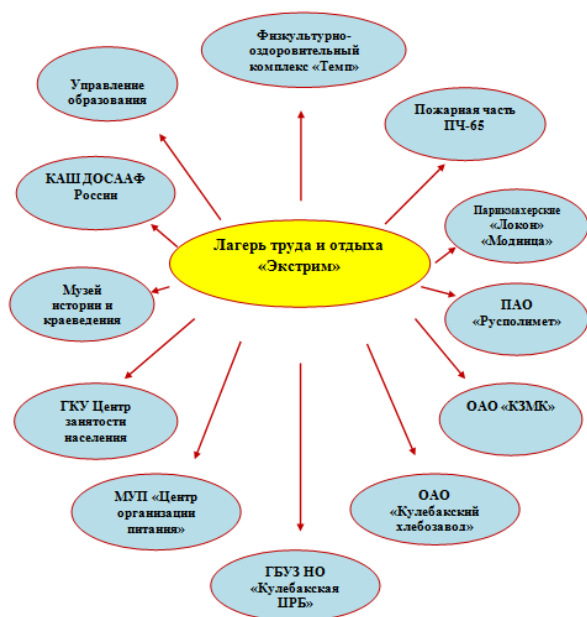 Физкультурно-
оздоровительный
комплекс «Темп»
Управление
образования
Пожарная часть
ПЧ-65
КАШ ДОСААФ
России
Парикмахерские
«Локон»
«Модница»
Лагерь труда и отдыха
«Экстрим»
Музей
истории и
краеведения
ПАО
«Русполимет»
ГКУ Центр
занятости
населения
ОАО «КЗМК»
МУП «Центр
организации
питания»
ОАО
«Кулебакский
хлебозавод»
ГБУЗ НО
«Кулебакская
ЦРБ»